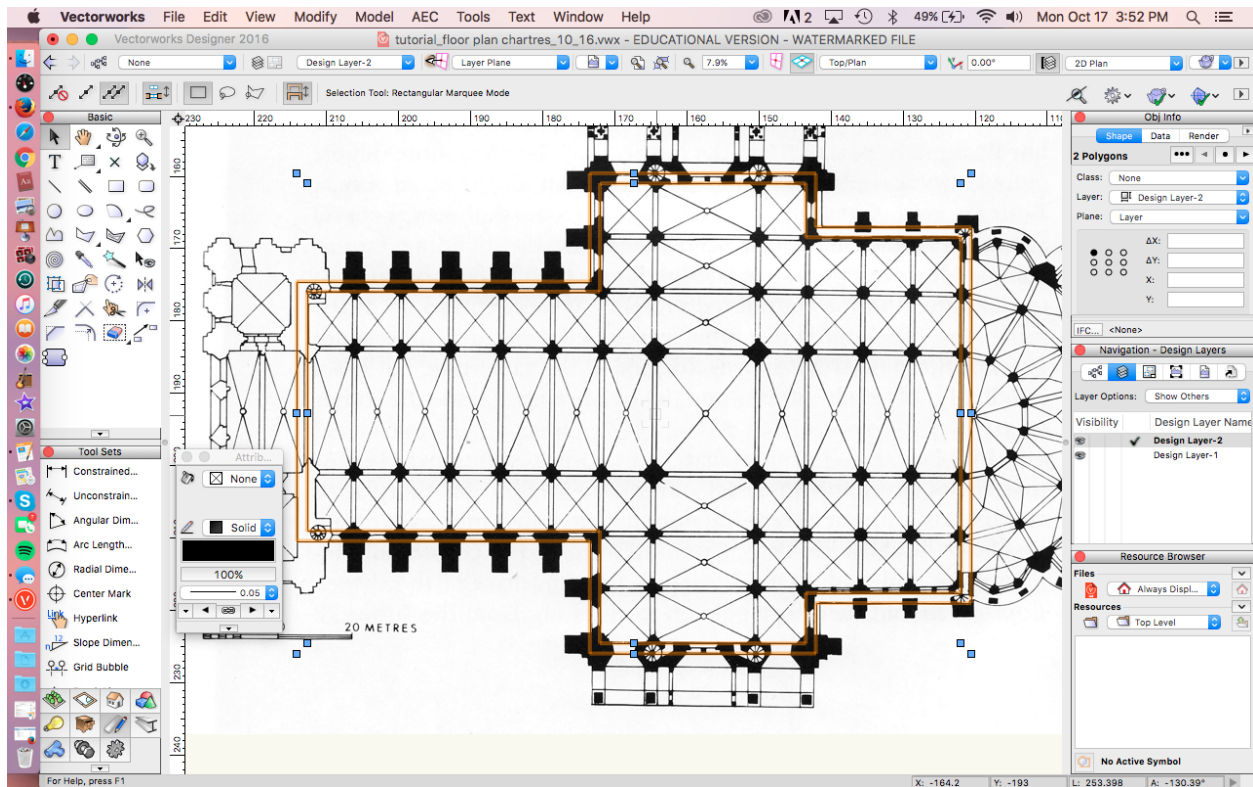 Vectorworks File Edit View Modify Model AEC Tools Text Window Help 2 49% Mon Oct 17 3:52 PM
Vectorworks Designer 2016 tutorial_floor plan chartres_10_16.vwx - EDUCATIONAL VERSION - WATERMARKED FILE
None Design Layer-2 Layer Plane 7.9% Top/Plan 0.00° 2D Plan
Selection Tool: Rectangular Marquee Mode
Basic
230 220 210 200 190 180 170 160 150 140 130 120
160
170
180
190
220
230
240
20 METRES
Tool Sets
Constrained...
Unconstrain...
Angular Dim...
Arc Length...
Radial Dime...
Center Mark
Hyperlink
Slope Dimen...
Grid Bubble
Attrib...
None
Solid
100%
0.05
Obj Info
Shape Data Render
2 Polygons
Class: None
Layer: Design Layer-2
Plane: Layer
ΔX:
ΔY:
X:
Y:
IFC... <None>
Navigation - Design Layers
Layer Options: Show Others
Visibility Design Layer Name
Design Layer-2
Design Layer-1
Resource Browser
Files
Always Displ...
Resources
Top Level
No Active Symbol
For Help, press F1 X: -164.2 Y: -193 L: 253.398 A: -130.39°